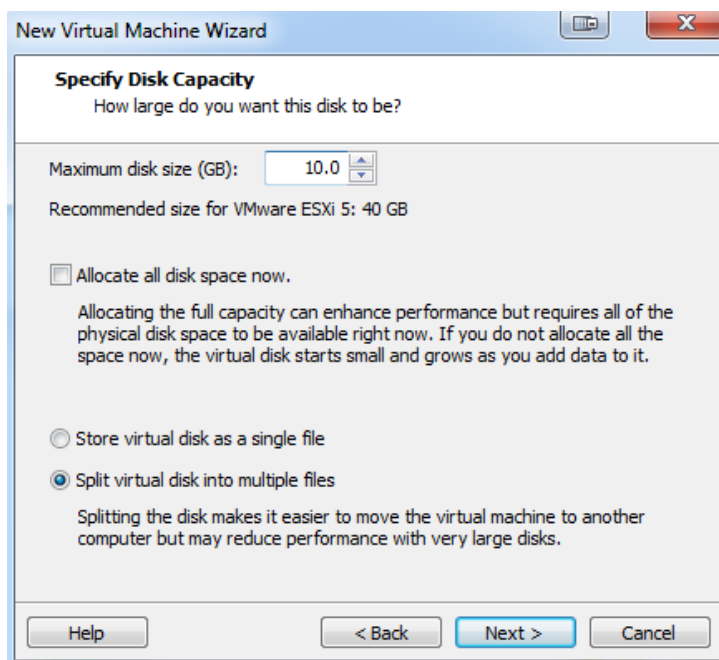 New Virtual Machine Wizard
Specify Disk Capacity
How large do you want this disk to be?
Maximum disk size (GB): 10.0
Recommended size for VMware ESXi 5: 40 GB
Allocate all disk space now.
Allocating the full capacity can enhance performance but requires all of the
physical disk space to be available right now. If you do not allocate all the
space now, the virtual disk starts small and grows as you add data to it.
Store virtual disk as a single file
Split virtual disk into multiple files
Splitting the disk makes it easier to move the virtual machine to another
computer but may reduce performance with very large disks.
Help < Back Next > Cancel